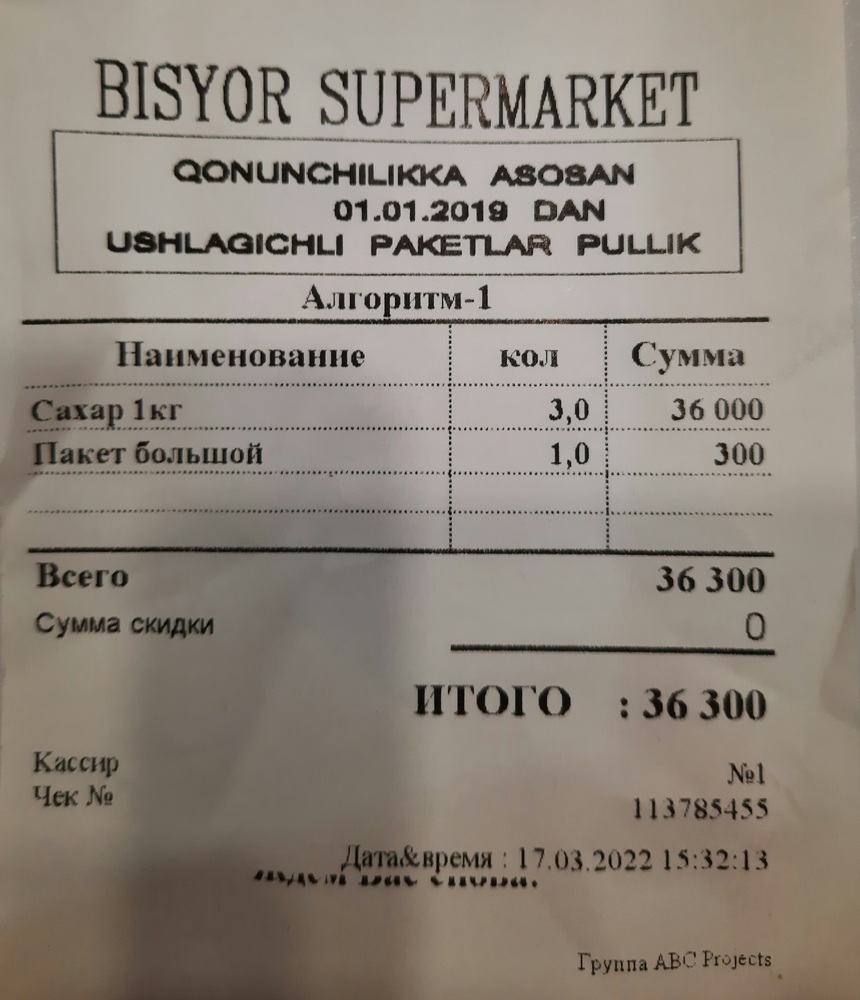 BISYOR SUPERMARKET
QONUNCHILIKKA ASOSAN
01.01.2019 DAN
USHLAGICHLI PAKETLAR PULLIK
Алгоритм-1
Наименование кол Сумма
Сахар 1кг 3,0 36 000
Пакет большой 1,0 300
Всего 36 300
Сумма скидки 0
ИТОГО : 36 300
Кассир №1
Чек № 113785455
Дата&время : 17.03.2022 15:32:13
Группа ABC Projects